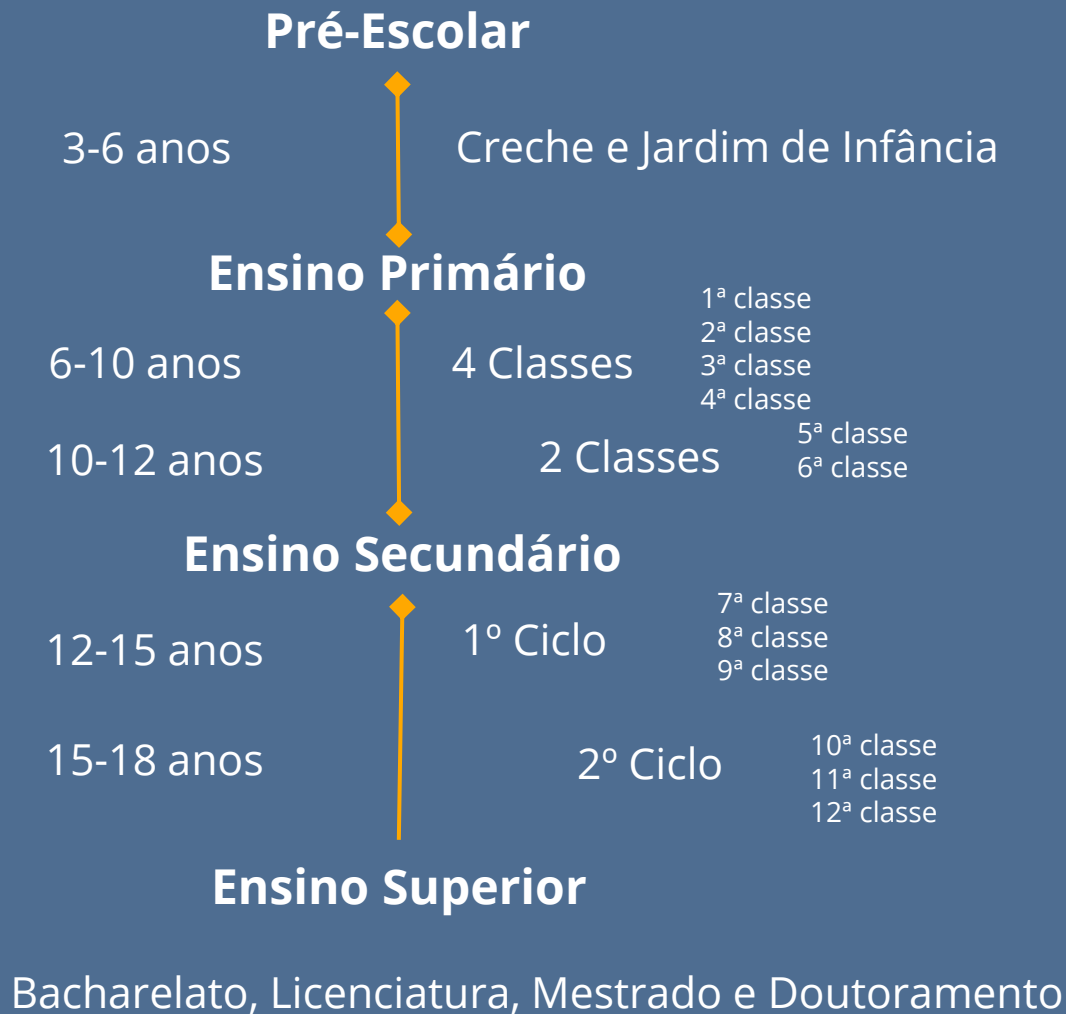 Pré-Escolar
3-6 anos
Creche e Jardim de Infância
Ensino Primário
6-10 anos
4 Classes
1ª classe
2ª classe
3ª classe
4ª classe
10-12 anos
2 Classes
5ª classe
6ª classe
Ensino Secundário
12-15 anos
1º Ciclo
7ª classe
8ª classe
9ª classe
15-18 anos
2º Ciclo
10ª classe
11ª classe
12ª classe
Ensino Superior
Bacharelato, Licenciatura, Mestrado e Doutoramento